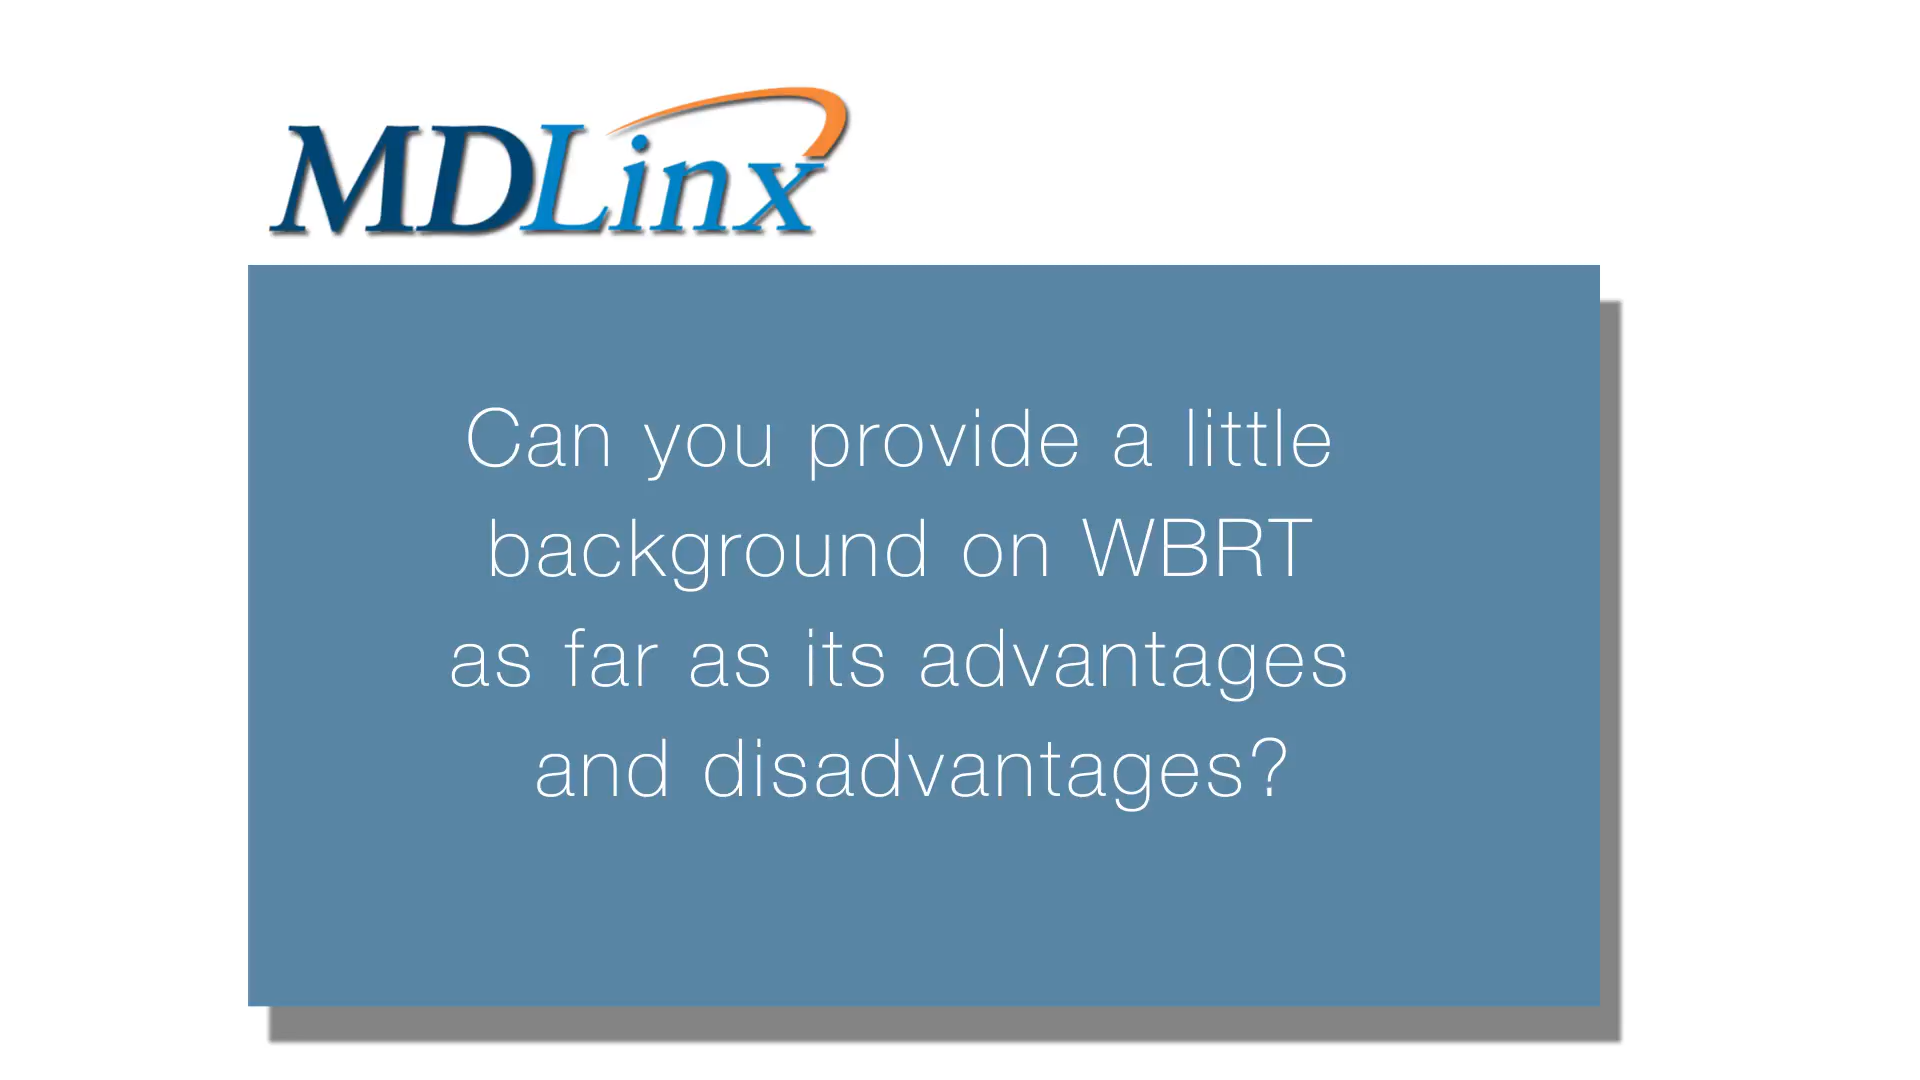 MDLinx
Can you provide a little
background on WBRT
as far as its advantages
and disadvantages?